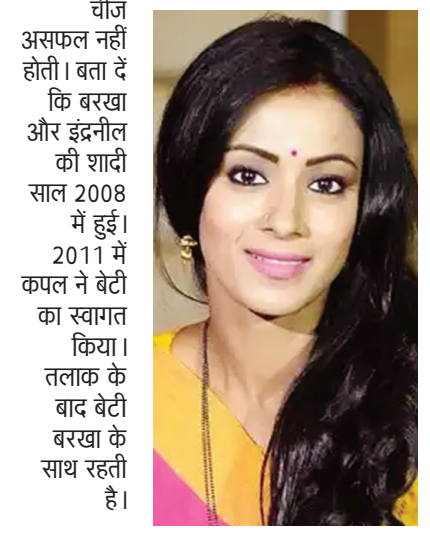 चीज
असफल नहीं
होती। बता दें
कि बरखा
और इंद्रनील
की शादी
साल 2008
में हुई।
2011 में
कपल ने बेटी
का स्वागत
किया।
तलाक के
बाद बेटी
बरखा के
साथ रहती
है।